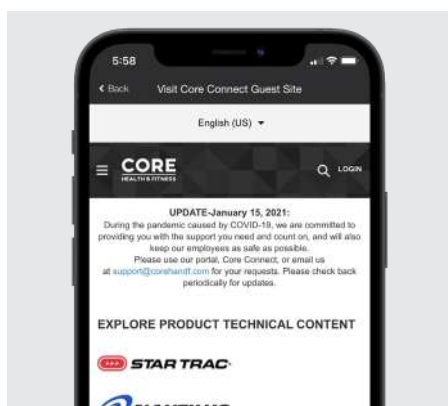 5:58
Back Visit Core Connect Guest Site
English (US)
CORE
HEALTH & FITNESS
LOGIN
UPDATE-January 15, 2021:
During the pandemic caused by COVID-19, we are committed to
providing you with the support you need and count on, and will also
keep our employees as safe as possible.
Please use our portal, Core Connect, or email us
at support@corehandf.com for your requests. Please check back
periodically for updates.
EXPLORE PRODUCT TECHNICAL CONTENT
STAR TRAC